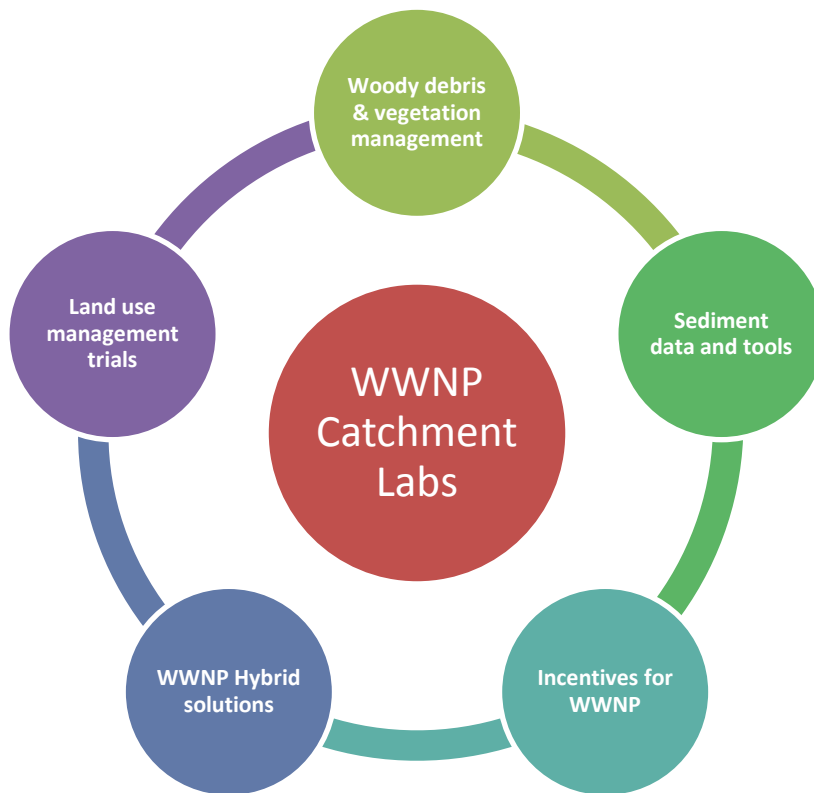 Woody debris
& vegetation
management
Land use
management
trials
Sediment
data and tools
WWNP
Catchment
Labs
WWNP Hybrid
solutions
Incentives for
WWNP